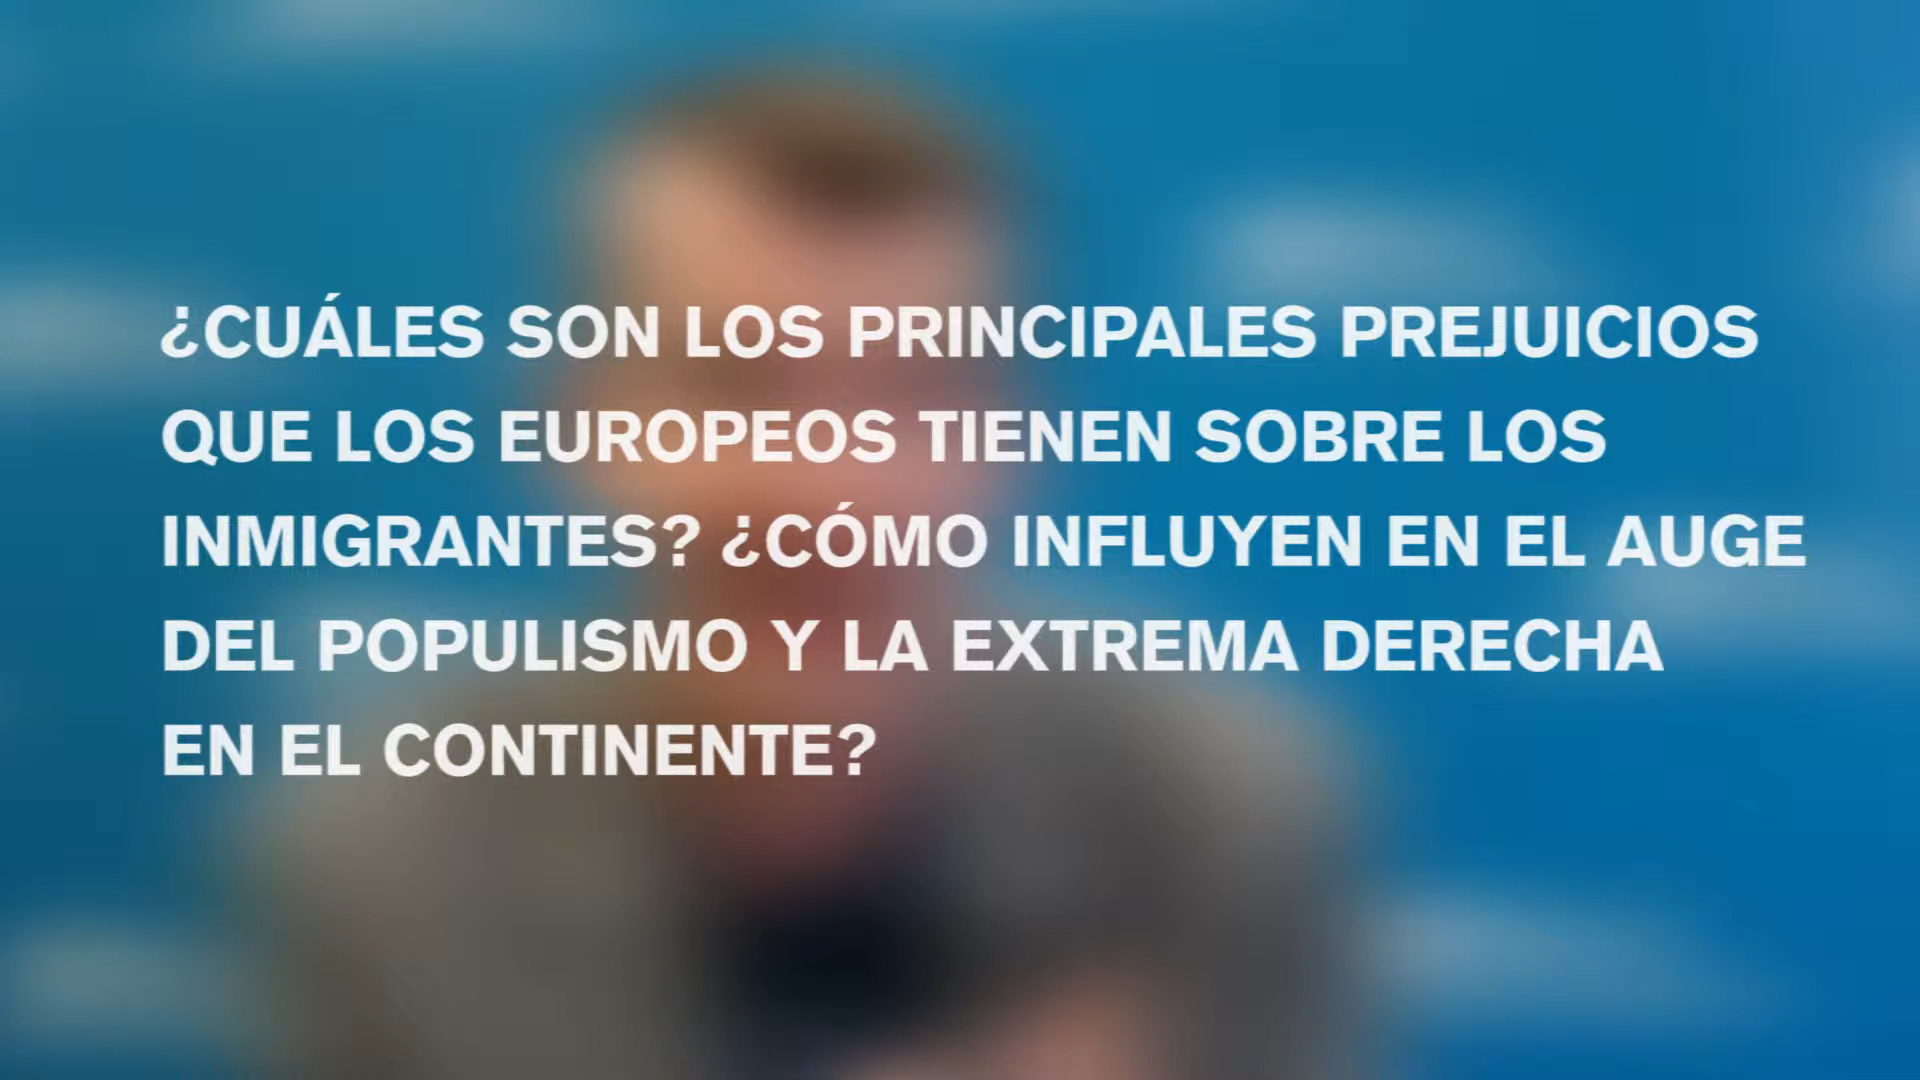 ¿CUÁLES SON LOS PRINCIPALES PREJUICIOS
QUE LOS EUROPEOS TIENEN SOBRE LOS
INMIGRANTES? ¿CÓMO INFLUYEN EN EL AUGE
DEL POPULISMO Y LA EXTREMA DERECHA
EN EL CONTINENTE?